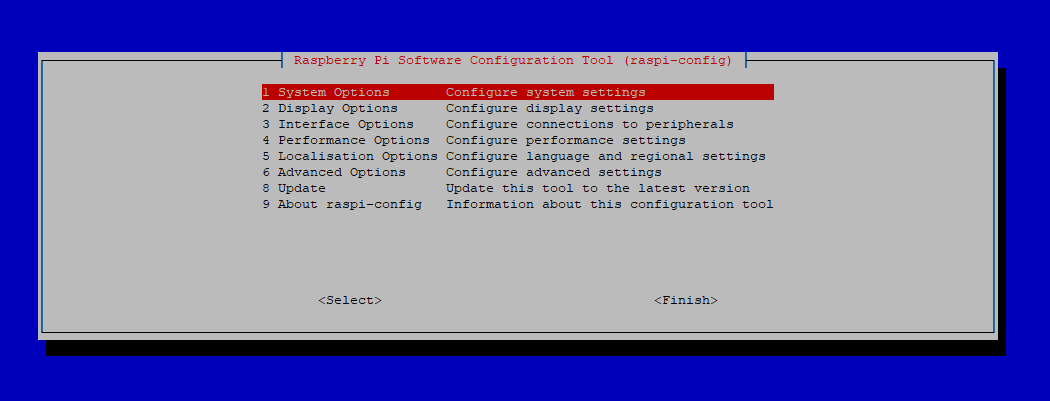 Raspberry Pi Software Configuration Tool (raspi-config)
1 System Options Configure system settings
2 Display Options Configure display settings
3 Interface Options Configure connections to peripherals
4 Performance Options Configure performance settings
5 Localisation Options Configure language and regional settings
6 Advanced Options Configure advanced settings
8 Update Update this tool to the latest version
9 About raspi-config Information about this configuration tool
<Select> <Finish>